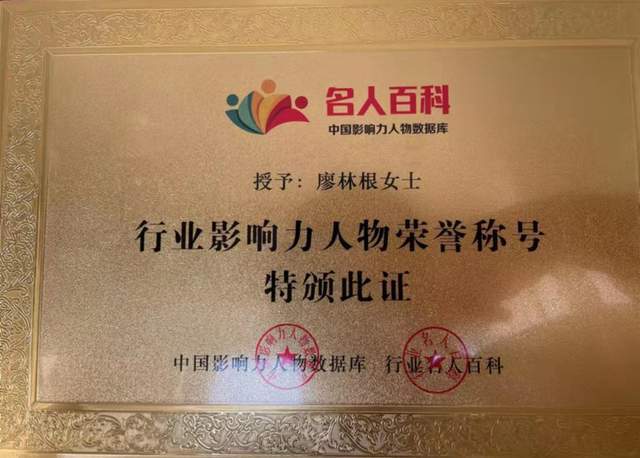 名人百科
中国影响力人物数据库
授予：廖林根女士
行业影响力人物荣誉称号
特颁此证
中国影响力人物数据库 行业名人百科